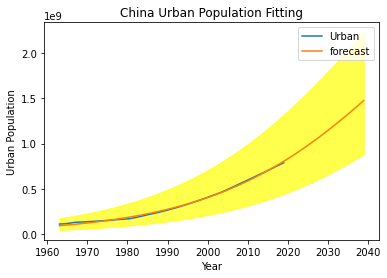 China Urban Population Fitting
1e9
Urban
forecast
2.0
1.5
1.0
0.5
0.0
Urban Population
1960 1970 1980 1990 2000 2010 2020 2030 2040
Year